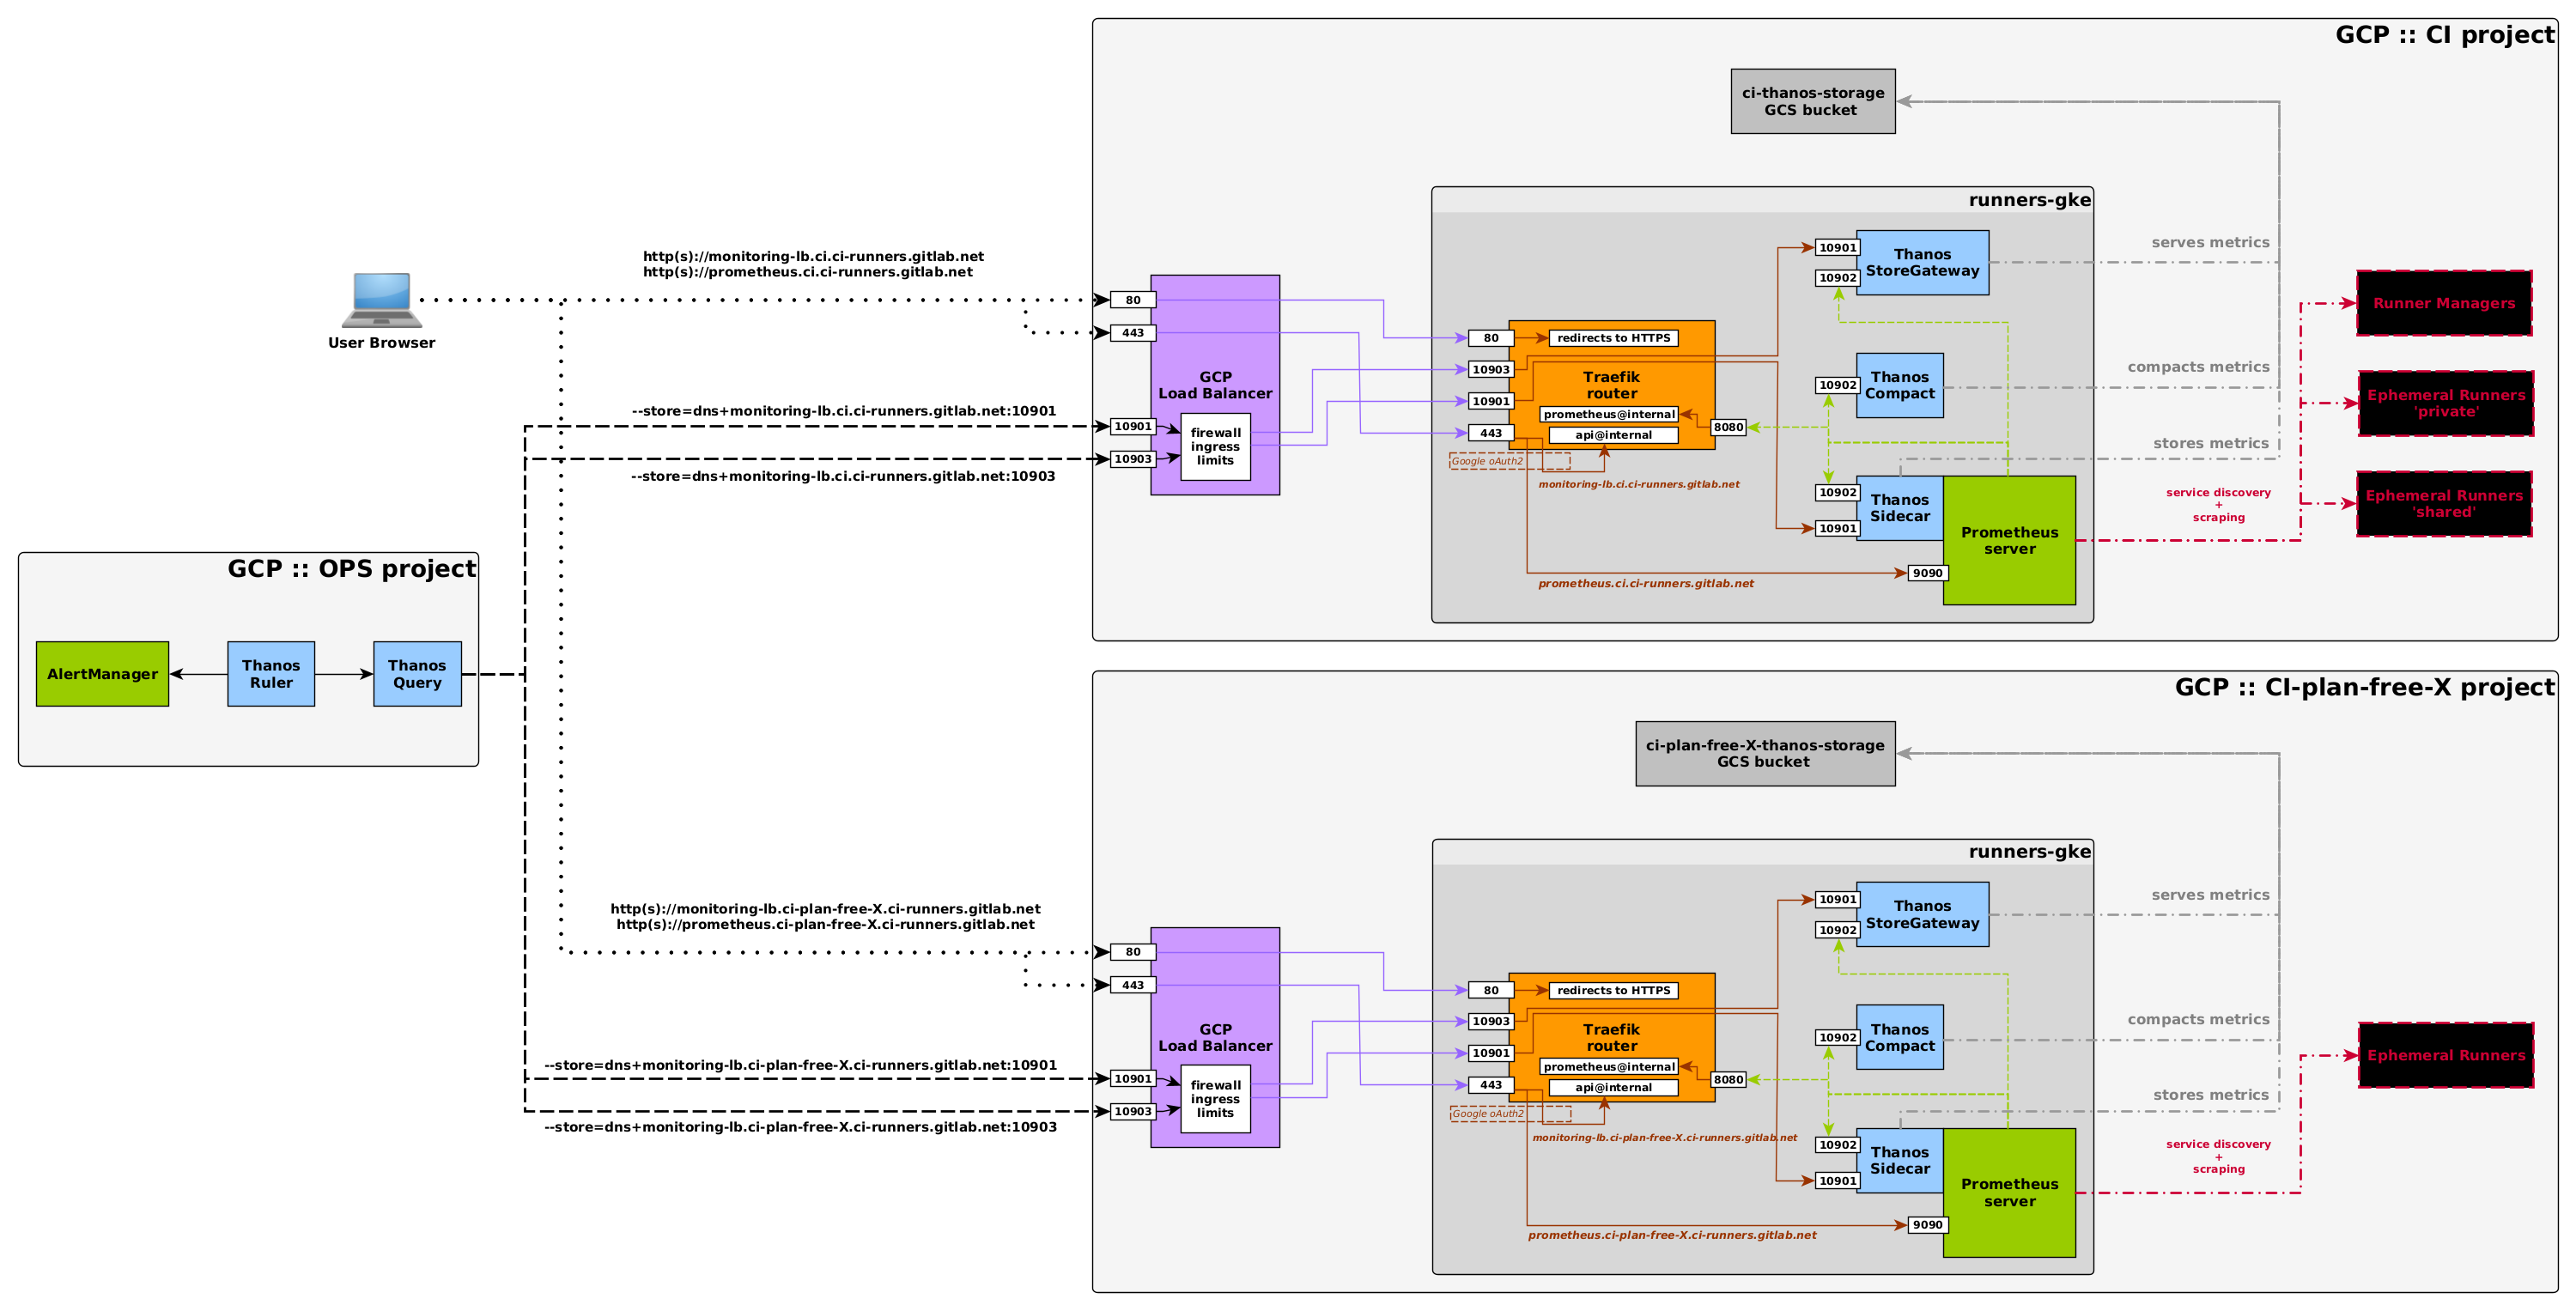 GCP :: CI project
ci-thanos-storage
GCS bucket
runners-gke
http(s)://monitoring-lb.ci.ci-runners.gitlab.net
http(s)://prometheus.ci.ci-runners.gitlab.net
User Browser
80
443
GCP
Load Balancer
--store=dns+monitoring-lb.ci.ci-runners.gitlab.net:10901
10901
10903
firewall
ingress
limits
--store=dns+monitoring-lb.ci.ci-runners.gitlab.net:10903
80
redirects to HTTPS
10903
Traefik
router
10901
prometheus@internal
443
api@internal
8080
Google oAuth2
monitoring-lb.ci.ci-runners.gitlab.net
prometheus.ci.ci-runners.gitlab.net
10901
10902
Thanos
StoreGateway
10902
Thanos
Compact
10902
10901
Thanos
Sidecar
Prometheus
server
9090
serves metrics
compacts metrics
stores metrics
service discovery
+
scraping
Runner Managers
Ephemeral Runners
'private'
Ephemeral Runners
'shared'
GCP :: OPS project
AlertManager
Thanos
Ruler
Thanos
Query
GCP :: CI-plan-free-X project
ci-plan-free-X-thanos-storage
GCS bucket
runners-gke
http(s)://monitoring-lb.ci-plan-free-X.ci-runners.gitlab.net
http(s)://prometheus.ci-plan-free-X.ci-runners.gitlab.net
80
443
GCP
Load Balancer
--store=dns+monitoring-lb.ci-plan-free-X.ci-runners.gitlab.net:10901
10901
10903
firewall
ingress
limits
--store=dns+monitoring-lb.ci-plan-free-X.ci-runners.gitlab.net:10903
80
redirects to HTTPS
10903
Traefik
router
10901
prometheus@internal
443
api@internal
8080
Google oAuth2
monitoring-lb.ci-plan-free-X.ci-runners.gitlab.net
prometheus.ci-plan-free-X.ci-runners.gitlab.net
10901
10902
Thanos
StoreGateway
10902
Thanos
Compact
10902
10901
Thanos
Sidecar
Prometheus
server
9090
serves metrics
compacts metrics
stores metrics
service discovery
+
scraping
Ephemeral Runners